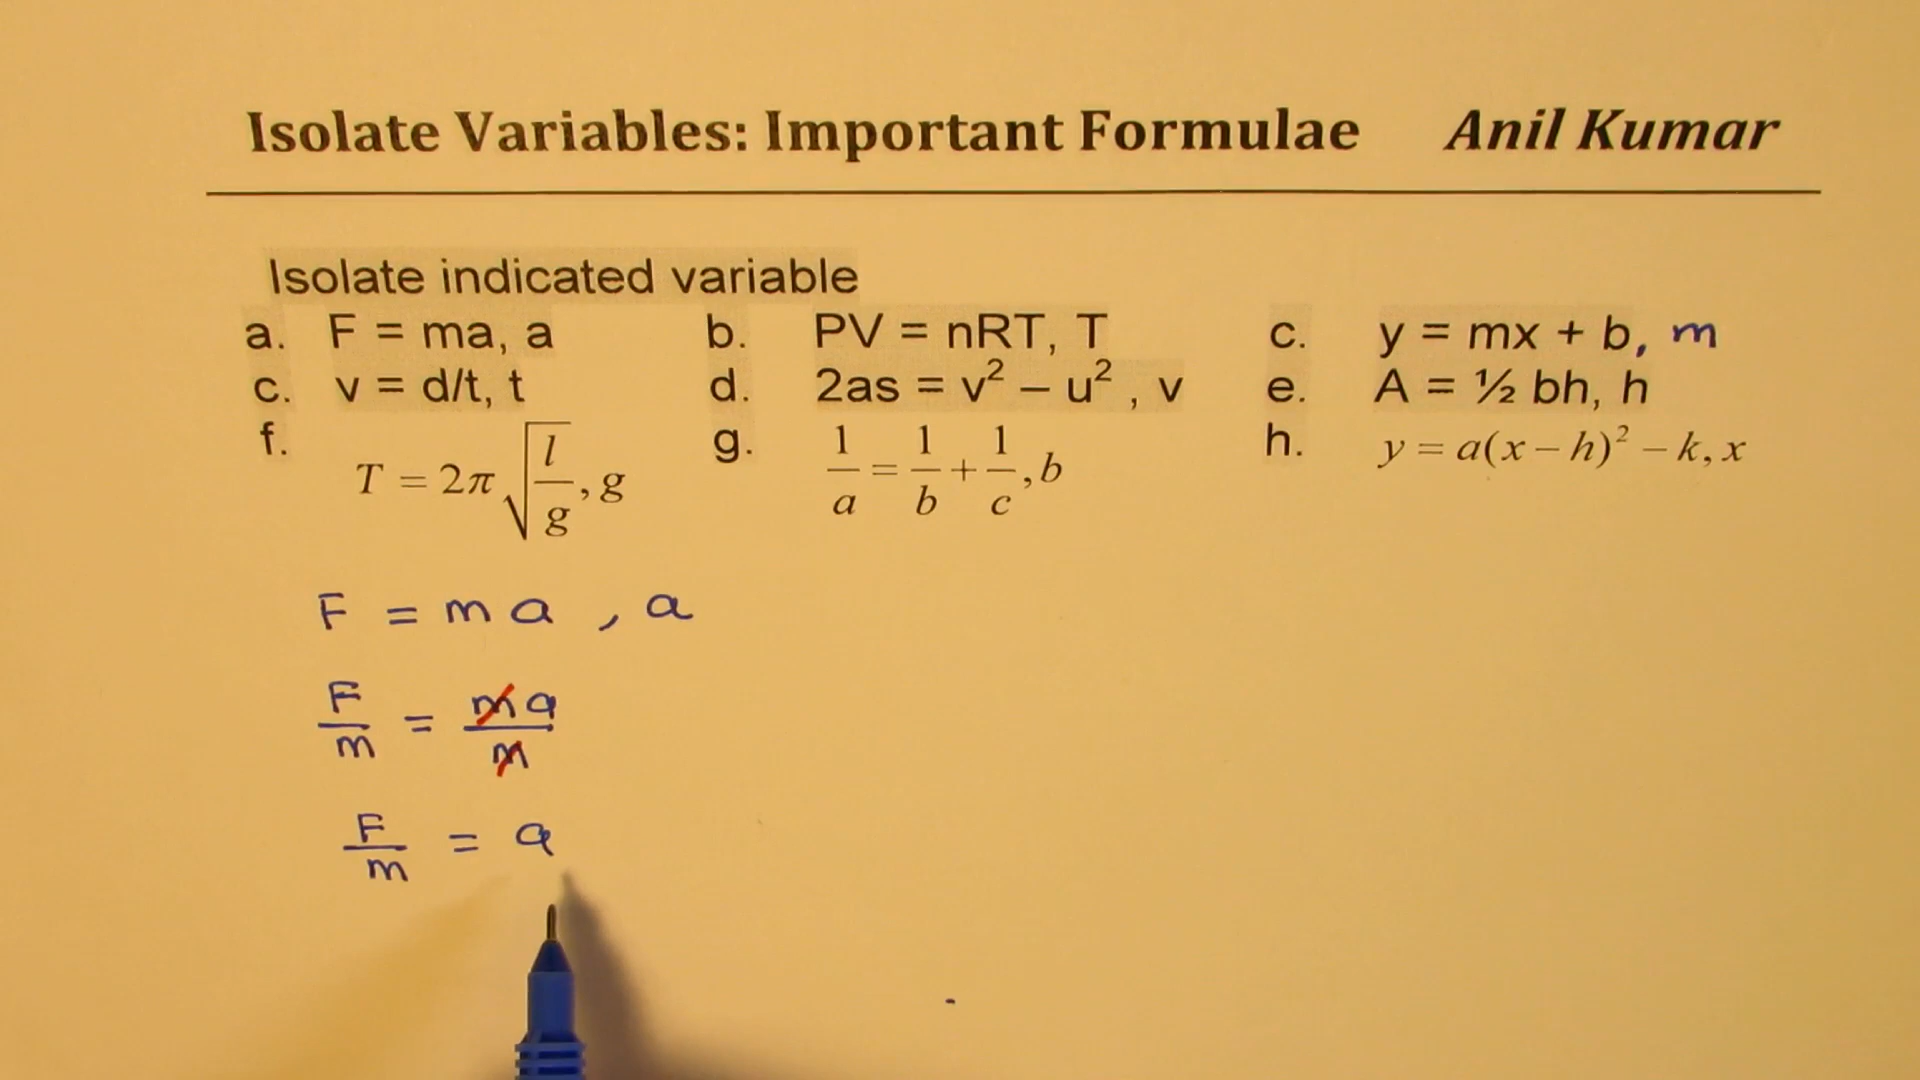 Isolate Variables: Important Formulae Anil Kumar
Isolate indicated variable
a. F = ma, a b. PV = nRT, T c. y = mx + b, m
c. v = d/t, t d. 2as = v² – u² , v e. A = ½ bh, h
f. T = 2π√(l/g), g g. 1/a = 1/b + 1/c, b h. y = a(x – h)² – k, x
F = ma , a
F/m = ma/m
F/m = a